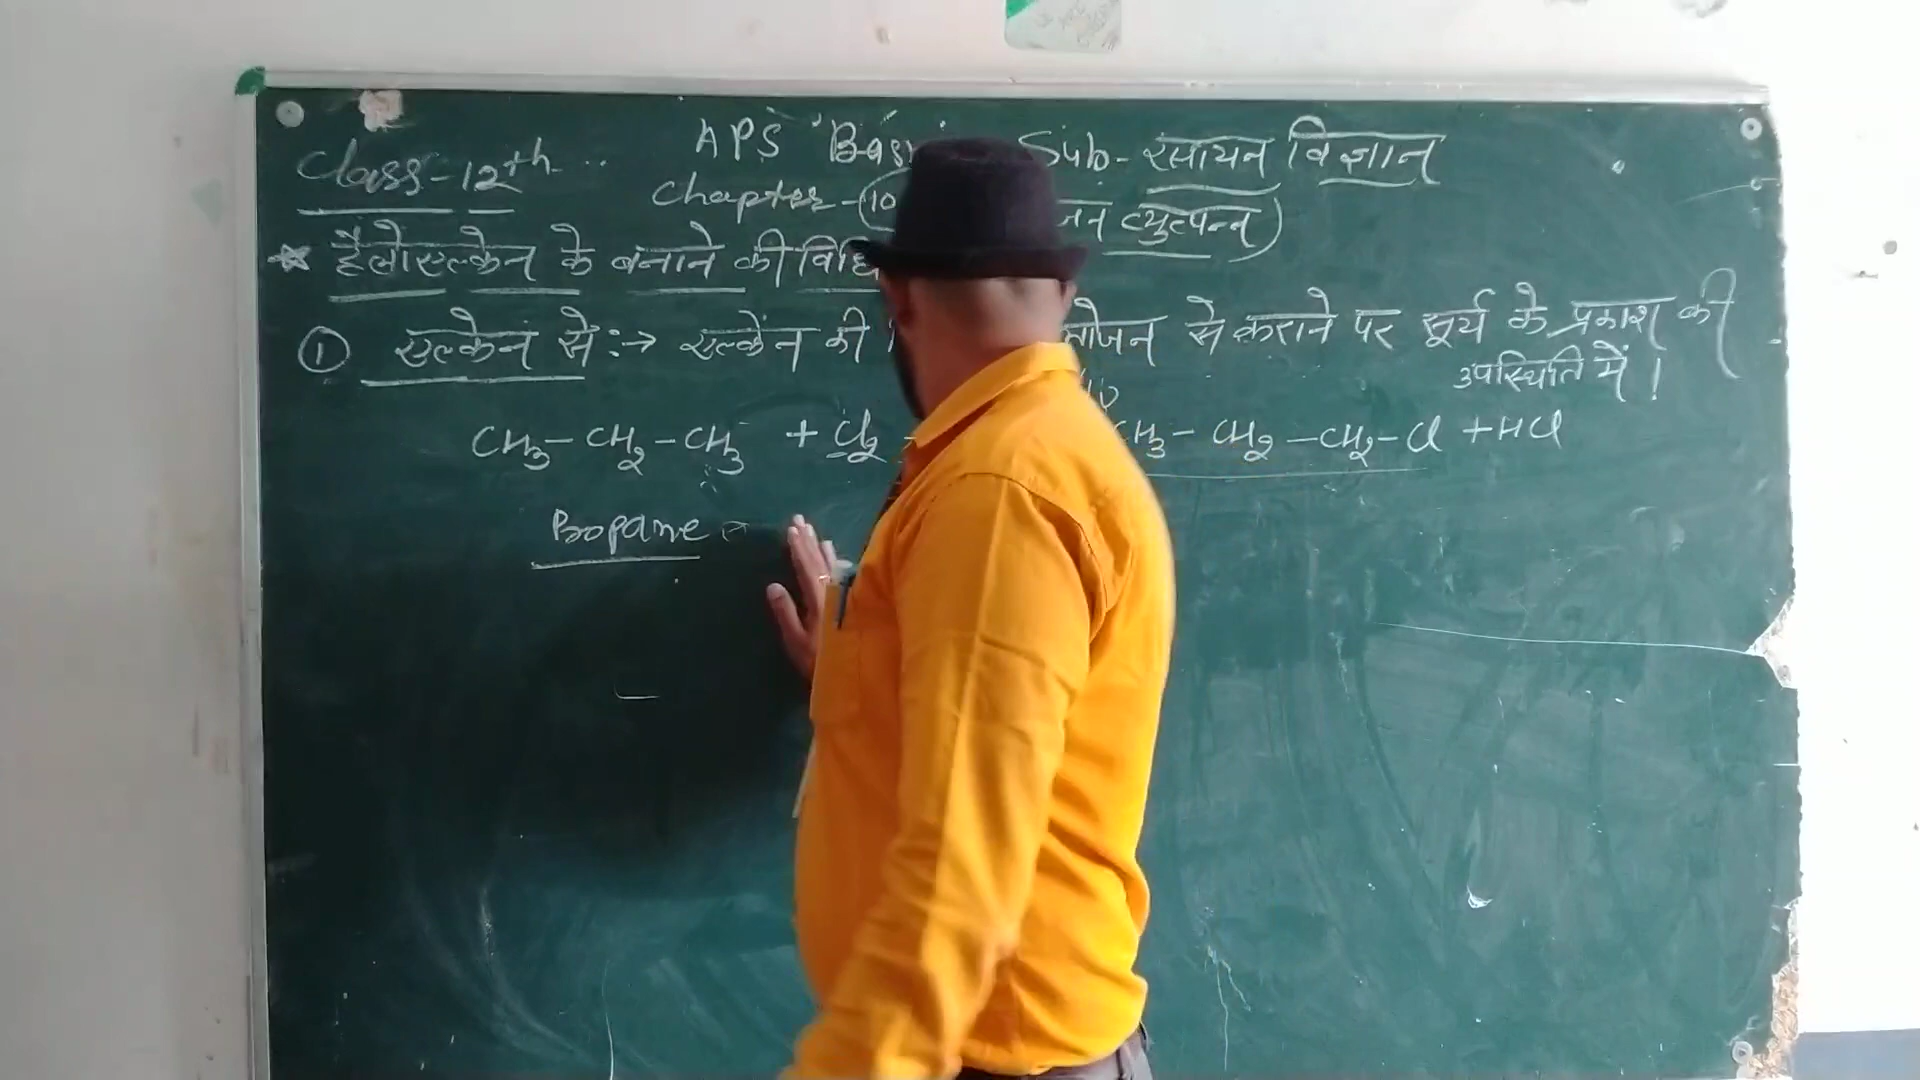 Class-12th APS Sub- रसायन विज्ञान
Chapter-(10 व्युत्पन्न)
हैलोएल्केन के बनाने की
① एल्केन से :→ एल्केन की से कराने पर सूर्य के प्रकाश की
उपस्थिति में।
CH3-CH2-CH3 + Cl2 CH3-CH2-CH2-Cl + HCl
Propane